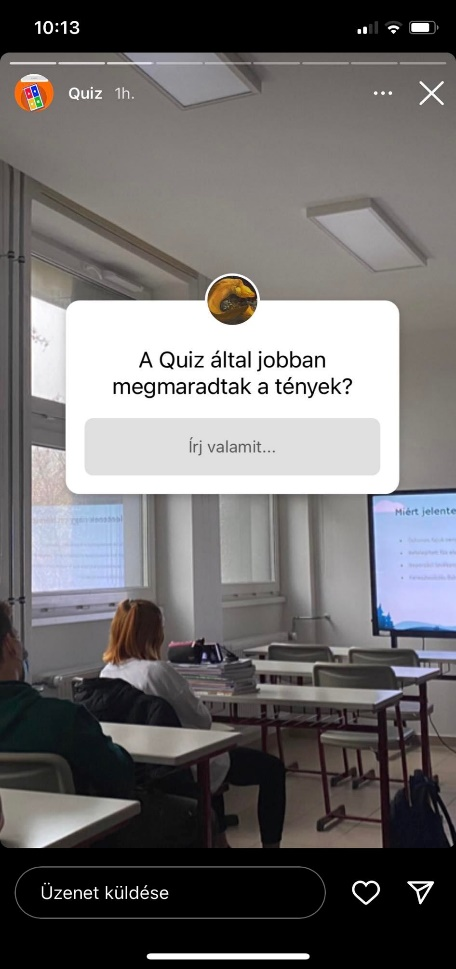 10:13
Quiz 1h.
A Quiz által jobban
megmaradtak a tények?
Írj valamit...
Miért jelente
Üzenet küldése